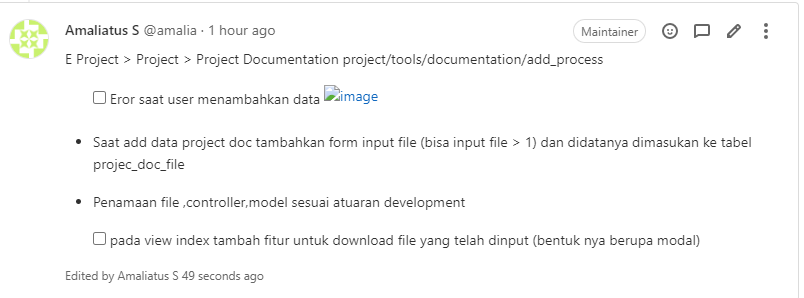 Amaliatus S @amalia · 1 hour ago
Maintainer
E Project > Project > Project Documentation project/tools/documentation/add_process
Eror saat user menambahkan data image
Saat add data project doc tambahkan form input file (bisa input file > 1) dan didatanya dimasukan ke tabel
projec_doc_file
Penamaan file ,controller,model sesuai atuaran development
pada view index tambah fitur untuk download file yang telah dinput (bentuk nya berupa modal)
Edited by Amaliatus S 49 seconds ago